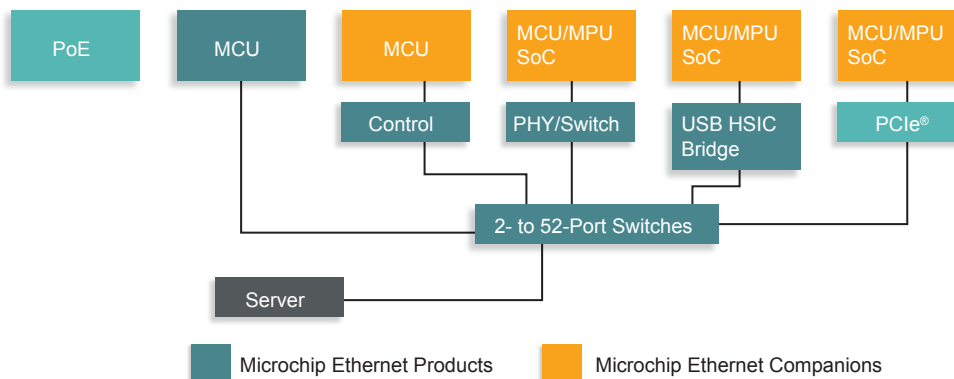 PoE
MCU
MCU
MCU/MPU
SoC
MCU/MPU
SoC
MCU/MPU
SoC
Control
PHY/Switch
USB HSIC
Bridge
PCIe®
2- to 52-Port Switches
Server
Microchip Ethernet Products
Microchip Ethernet Companions